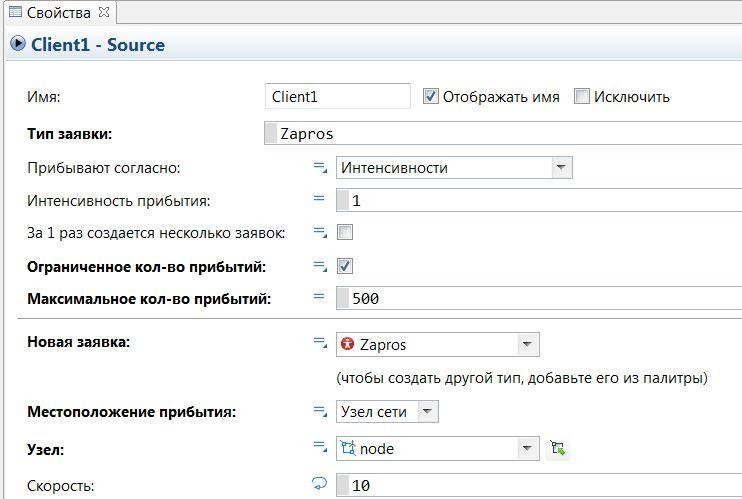 Свойства
Client1 - Source
Имя: Client1 Отображать имя Исключить
Тип заявки: Zapros
Прибывают согласно: Интенсивности
Интенсивность прибытия: 1
За 1 раз создается несколько заявок:
Ограниченное кол-во прибытий:
Максимальное кол-во прибытий: 500
Новая заявка: Zapros
(чтобы создать другой тип, добавьте его из палитры)
Местоположение прибытия: Узел сети
Узел: node
Скорость: 10